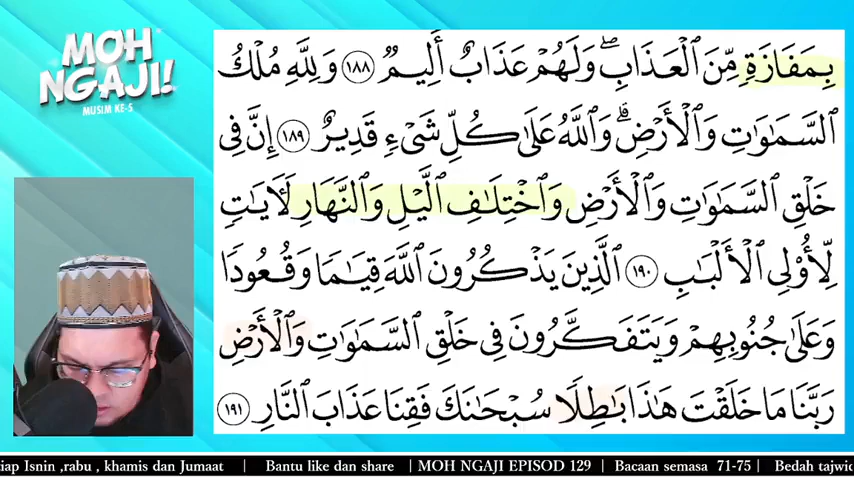 MOH
NGAJI!
MUSIM KE-5
بِمَفَازَةٍ مِّنَ ٱلْعَذَابِ ۖ وَلَهُمْ عَذَابٌ أَلِيمٌ ١٨٨ وَلِلَّهِ مُلْكُ
ٱلسَّمَٰوَٰتِ وَٱلْأَرْضِ ۗ وَٱللَّهُ عَلَىٰ كُلِّ شَىْءٍ قَدِيرٌ ١٨٩ إِنَّ فِى
خَلْقِ ٱلسَّمَٰوَٰتِ وَٱلْأَرْضِ وَٱخْتِلَٰفِ ٱلَّيْلِ وَٱلنَّهَارِ لَءَايَٰتٍ
لِّأُو۟لِى ٱلْأَلْبَٰبِ ١٩٠ ٱلَّذِينَ يَذْكُرُونَ ٱللَّهَ قِيَٰمًا وَقُعُودًا
وَعَلَىٰ جُنُوبِهِمْ وَيَتَفَكَّرُونَ فِى خَلْقِ ٱلسَّمَٰوَٰتِ وَٱلْأَرْضِ
رَبَّنَا مَا خَلَقْتَ هَٰذَا بَٰطِلًا سُبْحَٰنَكَ فَقِنَا عَذَابَ ٱلنَّارِ ١٩١
tiap Isnin ,rabu , khamis dan Jumaat | Bantu like dan share | MOH NGAJI EPISOD 129 | Bacaan semasa 71-75 | Bedah tajwid